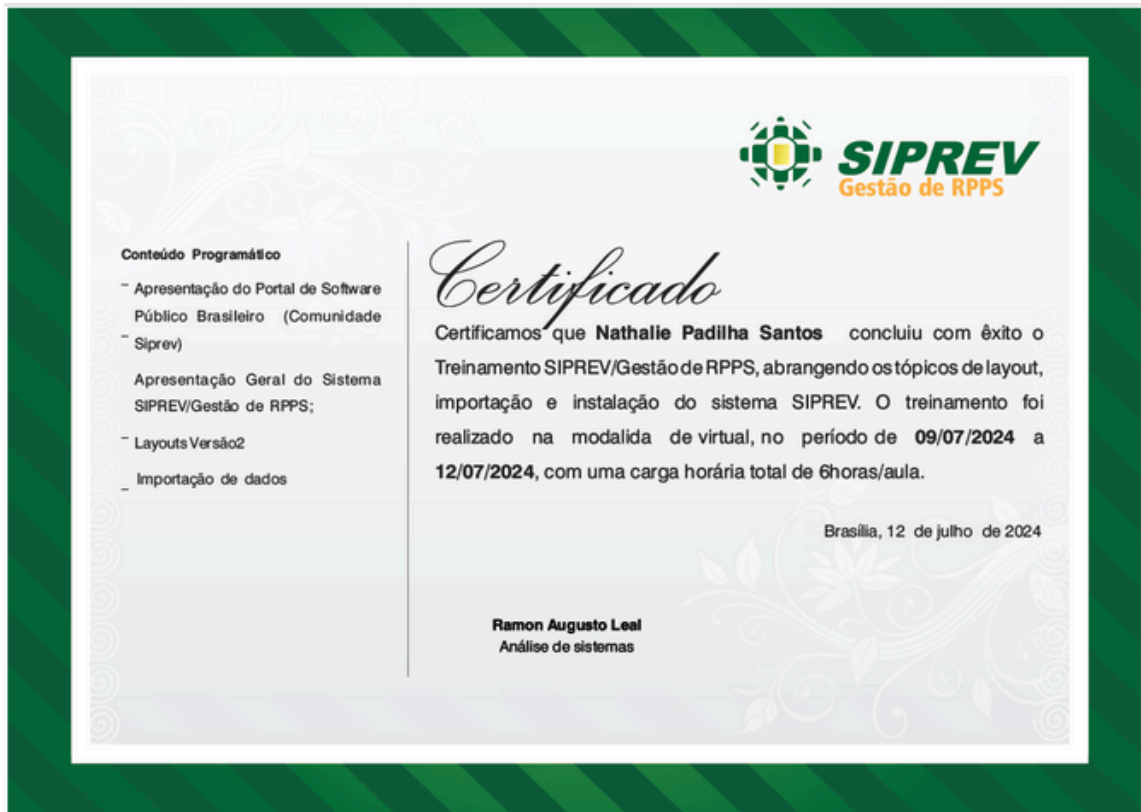 SIPREV
Gestão de RPPS
Conteúdo Programático
- Apresentação do Portal de Software
Público Brasileiro (Comunidade
- Siprev)
Apresentação Geral do Sistema
SIPREV/Gestão de RPPS;
- Layouts Versão2
_ Importação de dados
Certificado
Certificamos que Nathalie Padilha Santos concluiu com êxito o
Treinamento SIPREV/Gestão de RPPS, abrangendo os tópicos de layout,
importação e instalação do sistema SIPREV. O treinamento foi
realizado na modalida de virtual, no período de 09/07/2024 a
12/07/2024, com uma carga horária total de 6horas/aula.
Brasília, 12 de julho de 2024
Ramon Augusto Leal
Análise de sistemas